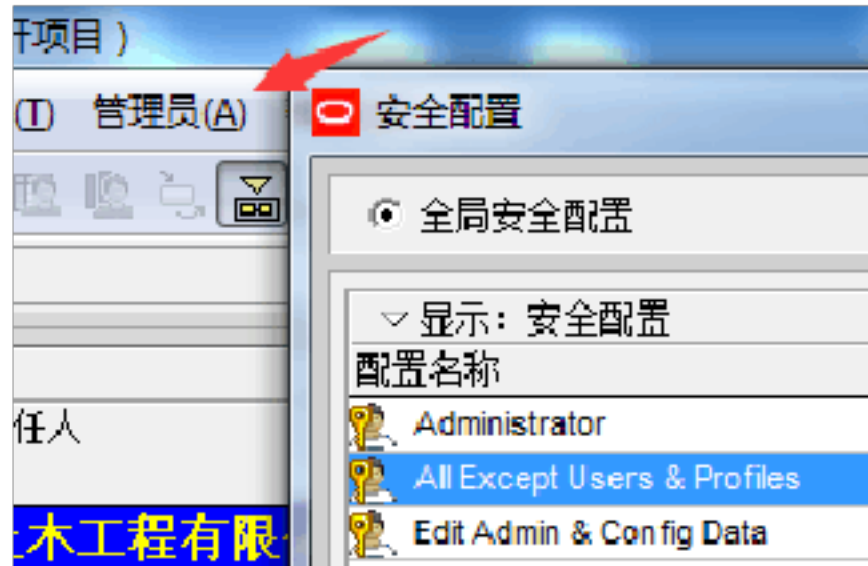 开项目）
(T) 管理员(A)
安全配置
全局安全配置
显示：安全配置
配置名称
任人
Administrator
All Except Users & Profiles
土木工程有限
Edit Admin & Config Data